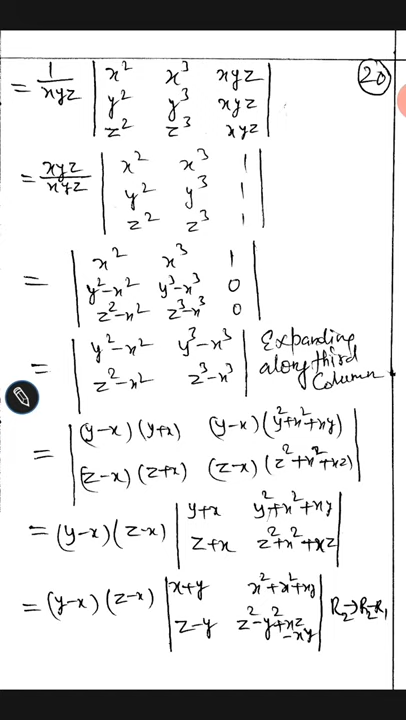 (20)
= 1/xyz | x² x³ xyz |
| y² y³ xyz |
| z² z³ xyz |
= xyz/xyz | x² x³ 1 |
| y² y³ 1 |
| z² z³ 1 |
= | x² x³ 1 |
| y²-x² y³-x³ 0 |
| z²-x² z³-x³ 0 |
= | y²-x² y³-x³ | Expanding
along third
| z²-x² z³-x³ | Column
= | (y-x)(y+x) (y-x)(y²+x²+xy) |
| (z-x)(z+x) (z-x)(z²+x²+xz) |
= (y-x)(z-x) | y+x y²+x²+xy |
| z+x z²+x²+xz |
= (y-x)(z-x) | x+y x²+x²+xy |
| z-y z²-y²+xz-xy | R₂→R₂-R₁